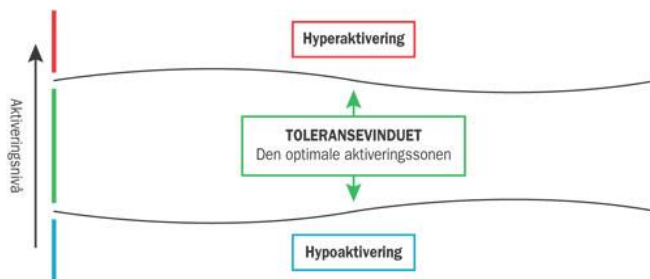 Hyperaktivering
Aktiveringsnivå
TOLERANSEVINDUET
Den optimale aktiveringssonen
Hypoaktivering